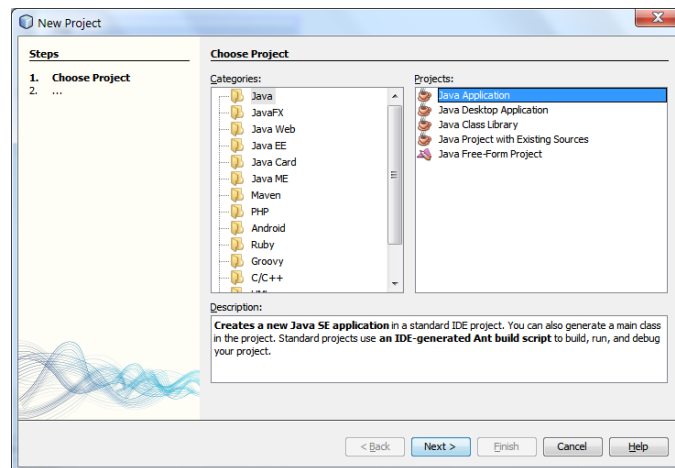 New Project
Steps
1. Choose Project
2. ...
Choose Project
Categories:
Java
JavaFX
Java Web
Java EE
Java Card
Java ME
Maven
PHP
Android
Ruby
Groovy
C/C++
Projects:
Java Application
Java Desktop Application
Java Class Library
Java Project with Existing Sources
Java Free-Form Project
Description:
Creates a new Java SE application in a standard IDE project. You can also generate a main class
in the project. Standard projects use an IDE-generated Ant build script to build, run, and debug
your project.
< Back
Next >
Finish
Cancel
Help